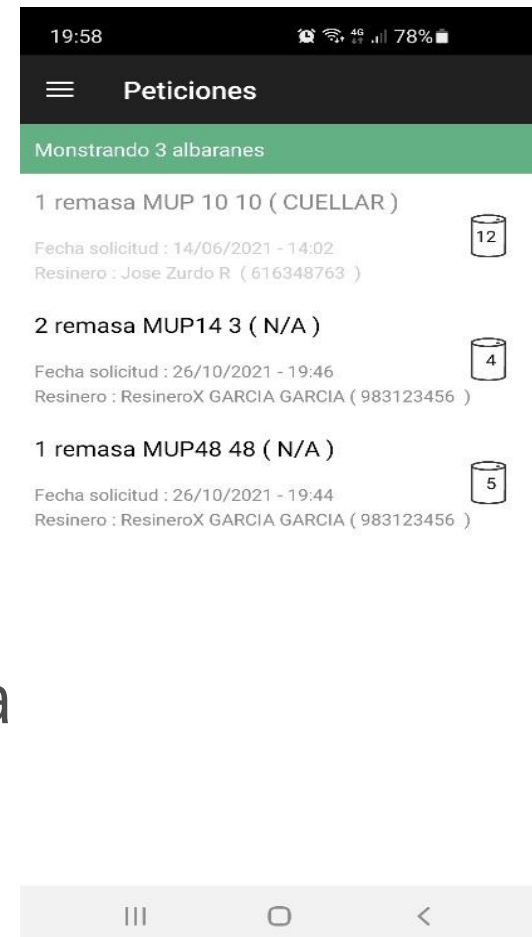 19:58 4G 78%
Peticiones
Monstrando 3 albaranes
1 remasa MUP 10 10 ( CUELLAR )
12
Fecha solicitud : 14/06/2021 - 14:02
Resinero : Jose Zurdo R ( 616348763 )
2 remasa MUP14 3 ( N/A )
4
Fecha solicitud : 26/10/2021 - 19:46
Resinero : ResineroX GARCIA GARCIA ( 983123456 )
1 remasa MUP48 48 ( N/A )
5
Fecha solicitud : 26/10/2021 - 19:44
Resinero : ResineroX GARCIA GARCIA ( 983123456 )
a